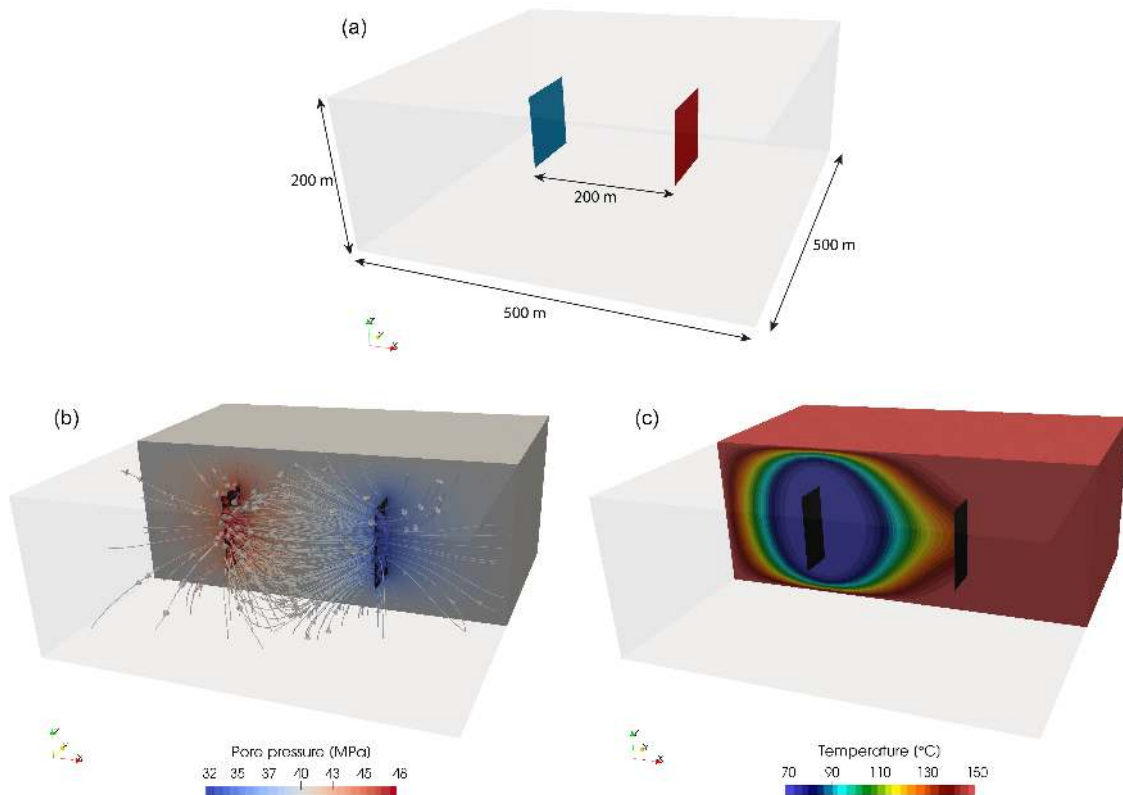 (a)
200 m
200 m
500 m
500 m
Z
Y
X
(b)
(c)
Z
Y
X
Z
Y
X
Pore pressure (MPa)
32 35 37 40 43 45 48
Temperature (°C)
70 90 110 130 150